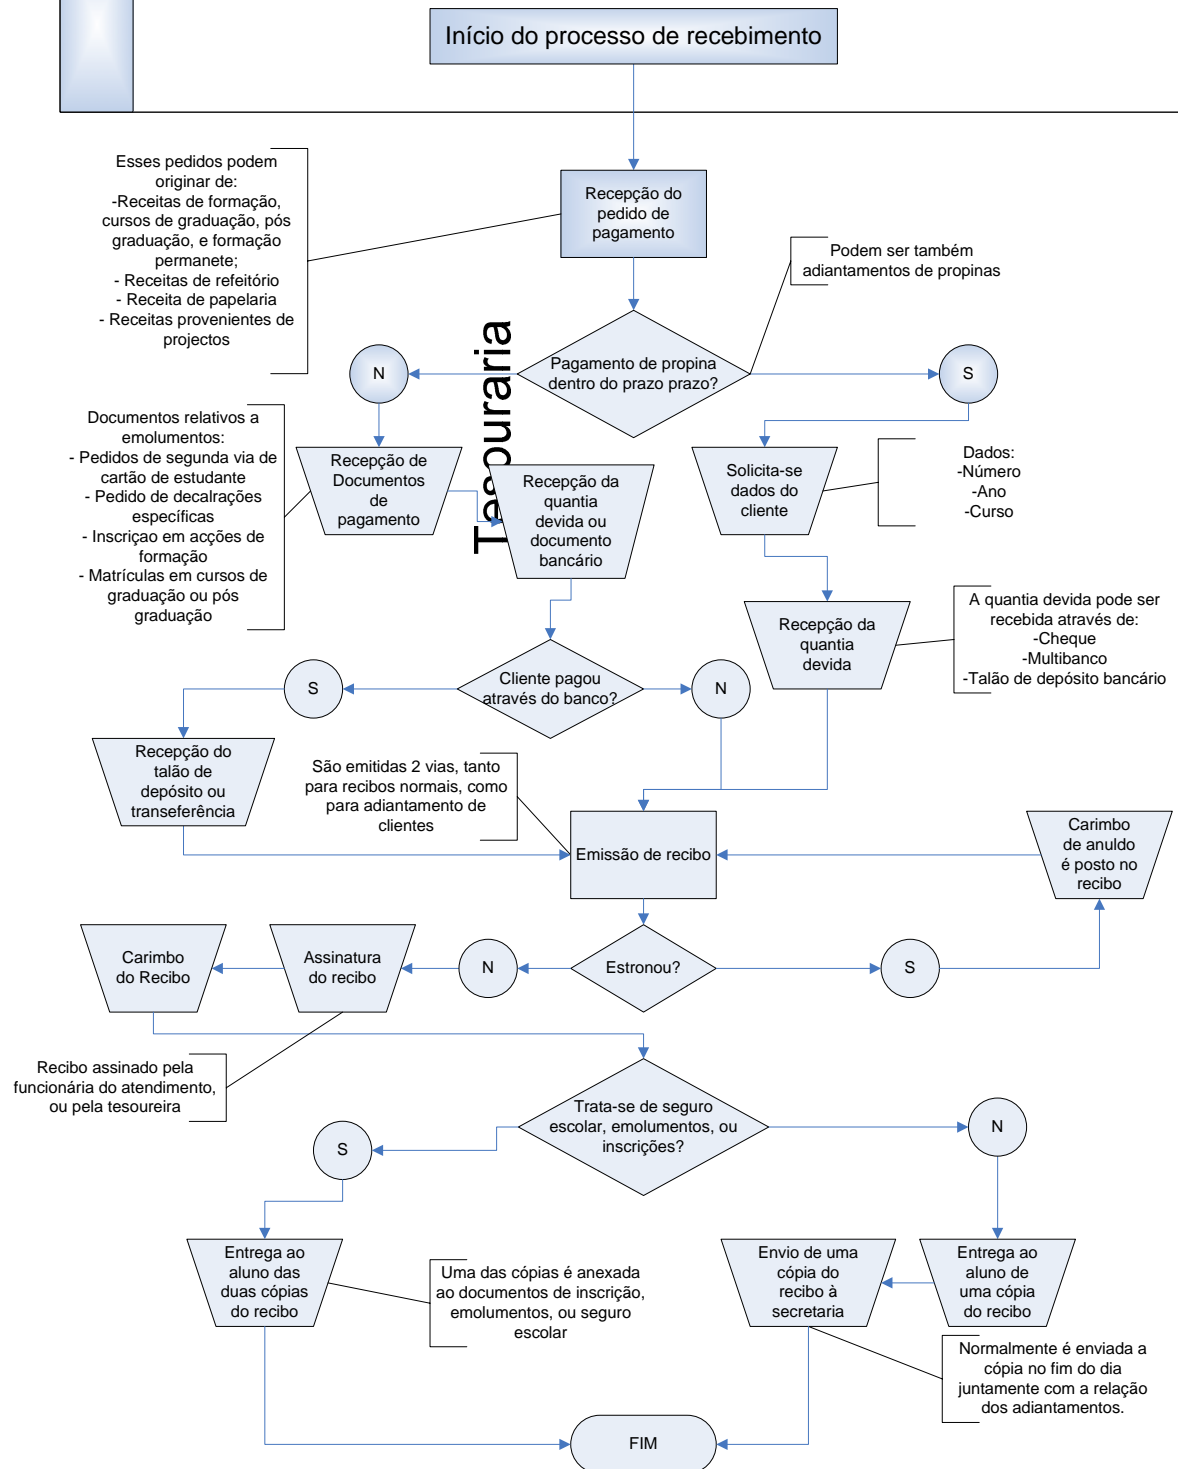 Início do processo de recebimento
Esses pedidos podem
originar de:
-Receitas de formação,
cursos de graduação, pós
graduação, e formação
permanete;
- Receitas de refeitório
- Receita de papelaria
- Receitas provenientes de
projectos
Recepção do
pedido de
pagamento
Podem ser também
adiantamentos de propinas
Tesouraria
Pagamento de propina
dentro do prazo prazo?
N
S
Documentos relativos a
emolumentos:
- Pedidos de segunda via de
cartão de estudante
- Pedido de decalrações
específicas
- Inscriçao em acções de
formação
- Matrículas em cursos de
graduação ou pós
graduação
Recepção de
Documentos
de
pagamento
Recepção da
quantia
devida ou
documento
bancário
Solicita-se
dados do
cliente
Dados:
-Número
-Ano
-Curso
Recepção da
quantia
devida
A quantia devida pode ser
recebida através de:
-Cheque
-Multibanco
-Talão de depósito bancário
S
Cliente pagou
através do banco?
N
Recepção do
talão de
depósito ou
transeferência
São emitidas 2 vias, tanto
para recibos normais, como
para adiantamento de
clientes
Emissão de recibo
Carimbo
de anuldo
é posto no
recibo
Carimbo
do Recibo
Assinatura
do recibo
N
Estronou?
S
Recibo assinado pela
funcionária do atendimento,
ou pela tesoureira
Trata-se de seguro
escolar, emolumentos, ou
inscrições?
S
N
Entrega ao
aluno das
duas cópias
do recibo
Uma das cópias é anexada
ao documentos de inscrição,
emolumentos, ou seguro
escolar
Envio de uma
cópia do
recibo à
secretaria
Entrega ao
aluno de
uma cópia
do recibo
Normalmente é enviada a
cópia no fim do dia
juntamente com a relação
dos adiantamentos.
FIM